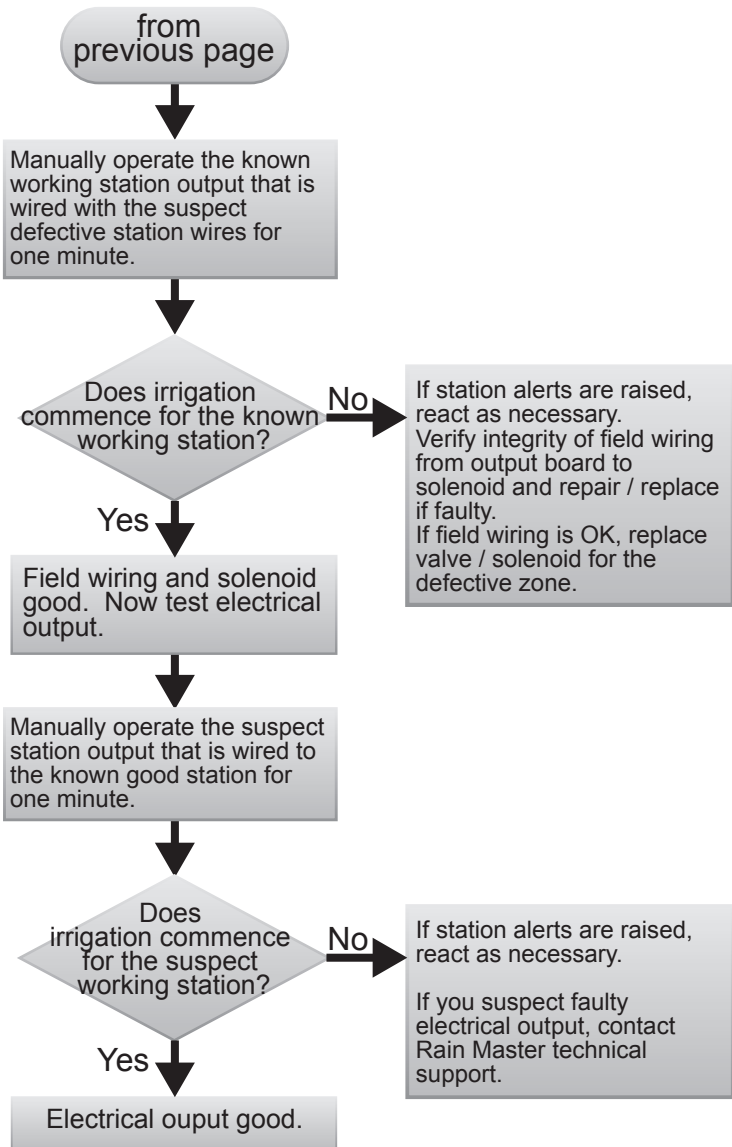 from
previous page
Manually operate the known
working station output that is
wired with the suspect
defective station wires for
one minute.
Does irrigation
commence for the known
working station?
No
If station alerts are raised,
react as necessary.
Verify integrity of field wiring
from output board to
solenoid and repair / replace
if faulty.
If field wiring is OK, replace
valve / solenoid for the
defective zone.
Yes
Field wiring and solenoid
good.  Now test electrical
output.
Manually operate the suspect
station output that is wired to
the known good station for
one minute.
Does
irrigation commence
for the suspect
working station?
No
If station alerts are raised,
react as necessary.
If you suspect faulty
electrical output, contact
Rain Master technical
support.
Yes
Electrical ouput good.